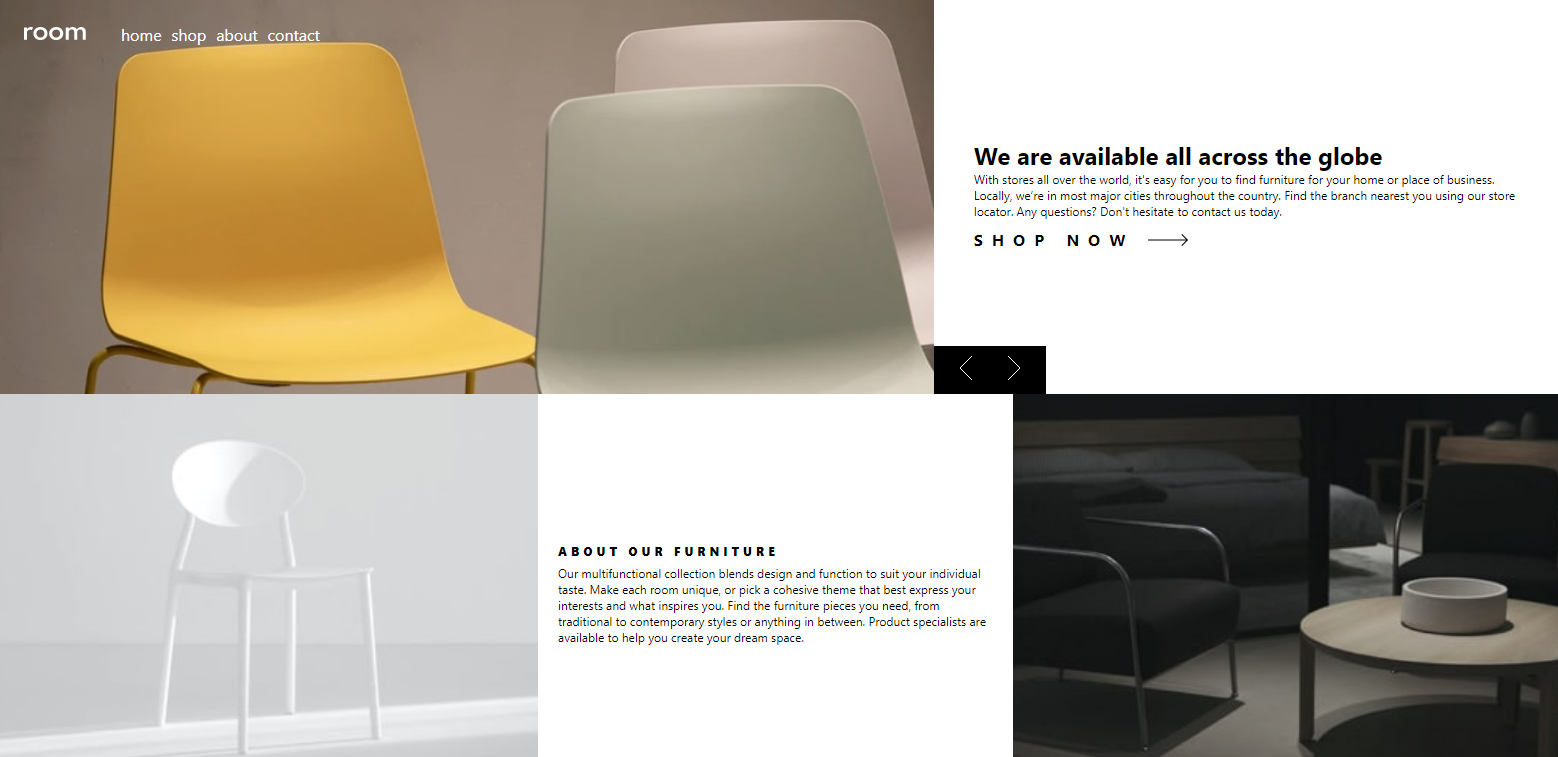 room
home shop about contact
We are available all across the globe
With stores all over the world, it's easy for you to find furniture for your home or place of business.
Locally, we're in most major cities throughout the country. Find the branch nearest you using our store
locator. Any questions? Don't hesitate to contact us today.
SHOP NOW
ABOUT OUR FURNITURE
Our multifunctional collection blends design and function to suit your individual
taste. Make each room unique, or pick a cohesive theme that best express your
interests and what inspires you. Find the furniture pieces you need, from
traditional to contemporary styles or anything in between. Product specialists are
available to help you create your dream space.